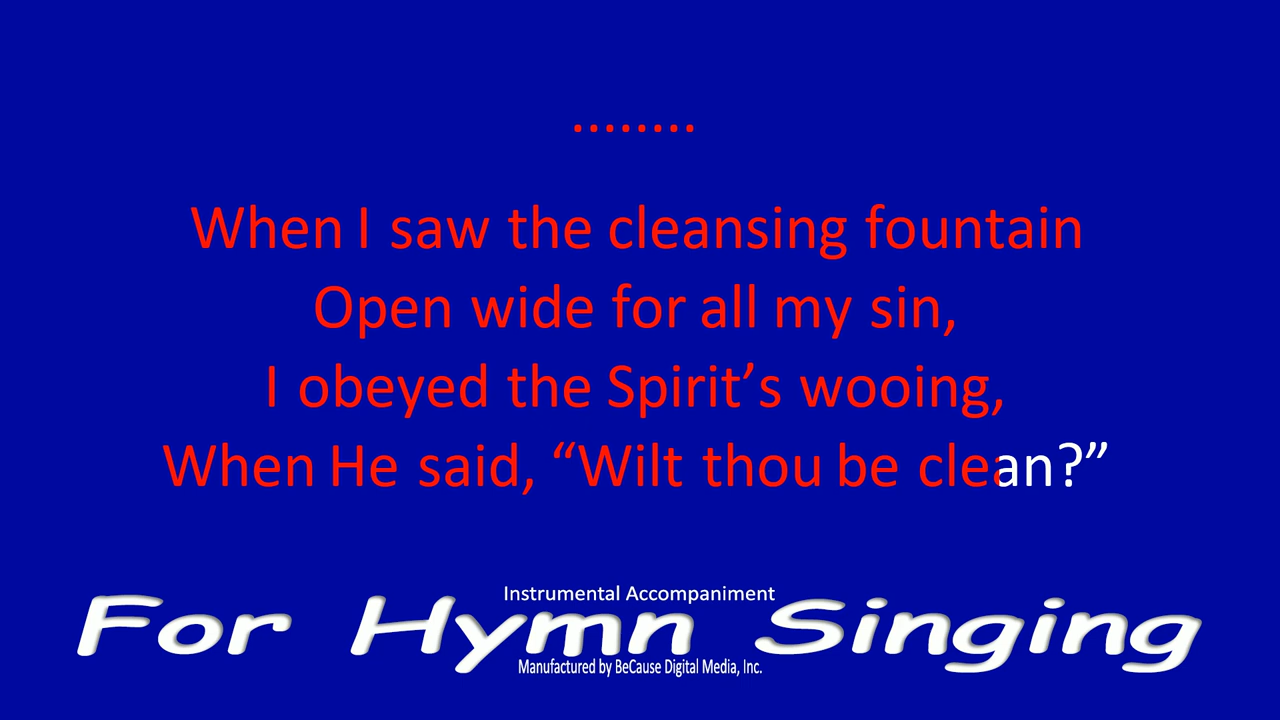 ........
When I saw the cleansing fountain
Open wide for all my sin,
I obeyed the Spirit’s wooing,
When He said, “Wilt thou be clean?”
Instrumental Accompaniment
For Hymn Singing
Manufactured by BeCause Digital Media, Inc.